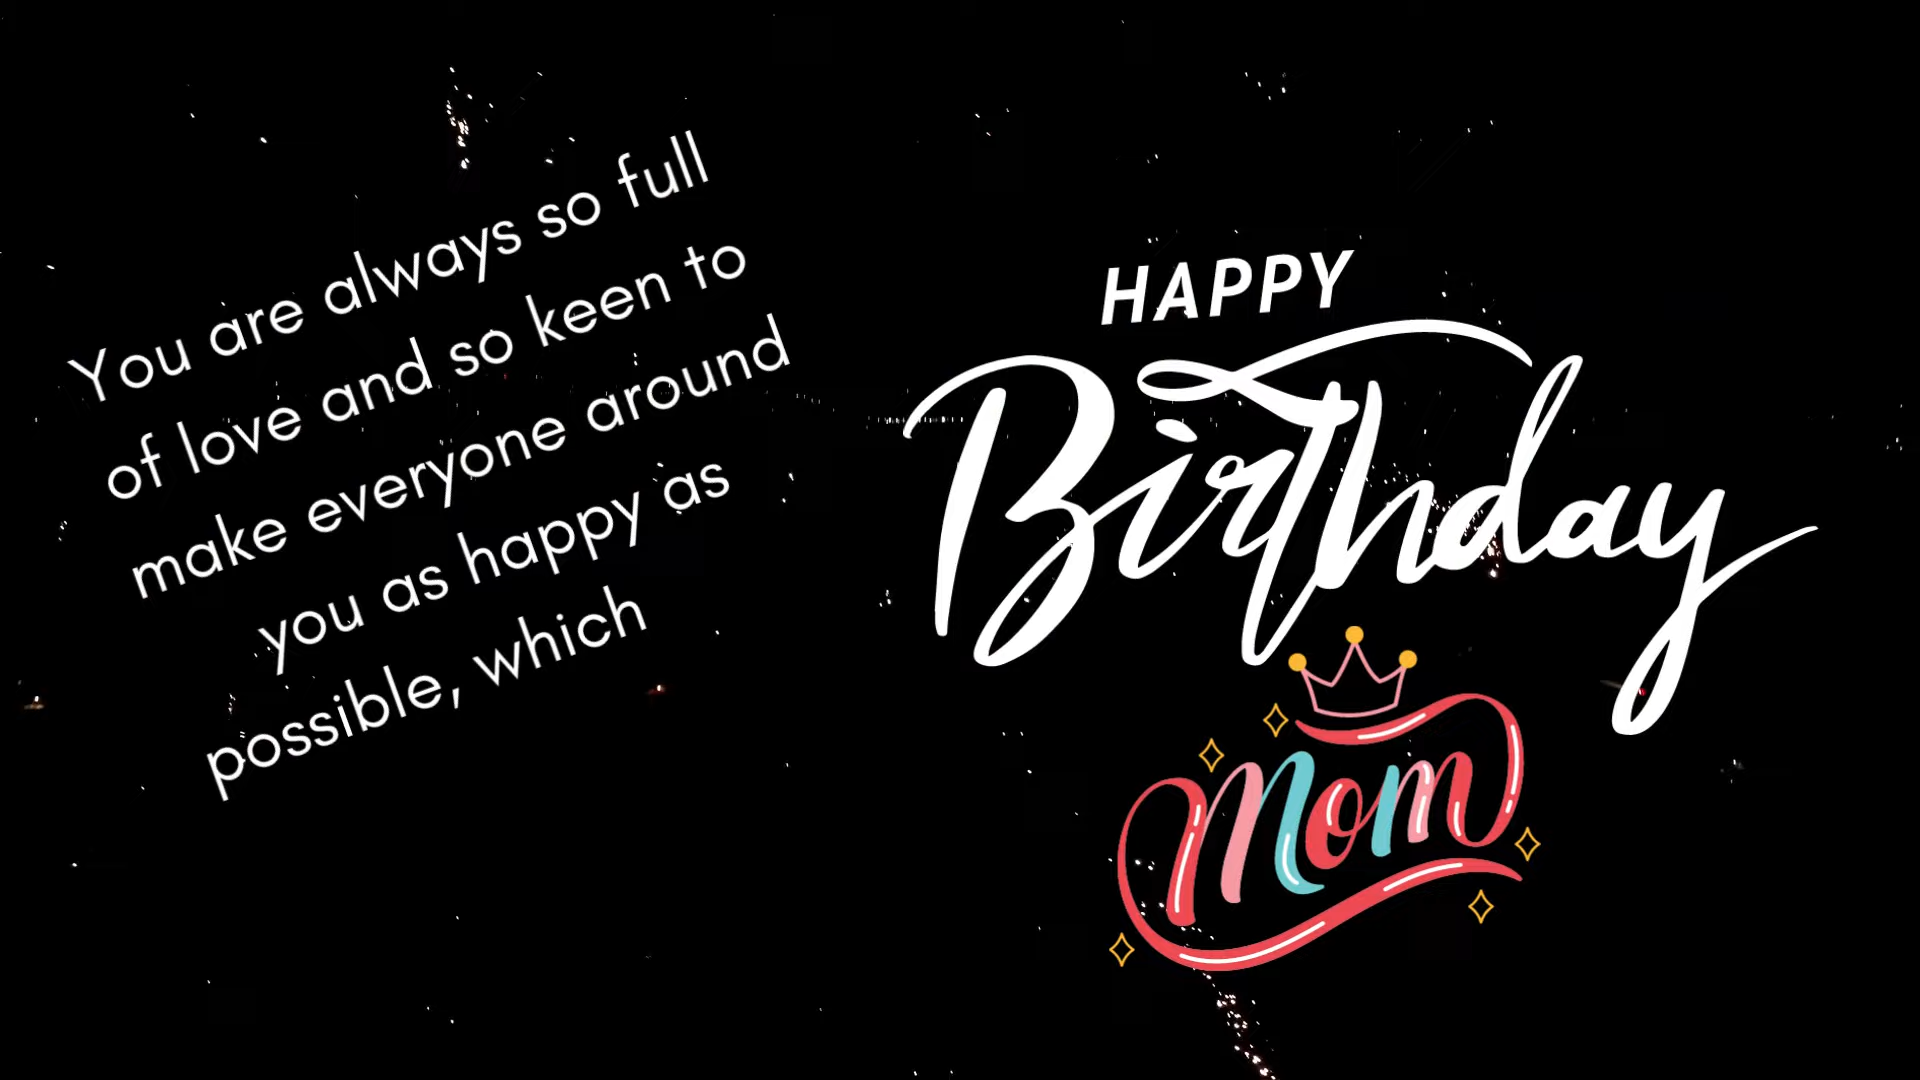 You are always so full
of love and so keen to
make everyone around
you as happy as
possible, which
HAPPY
Birthday
Mom